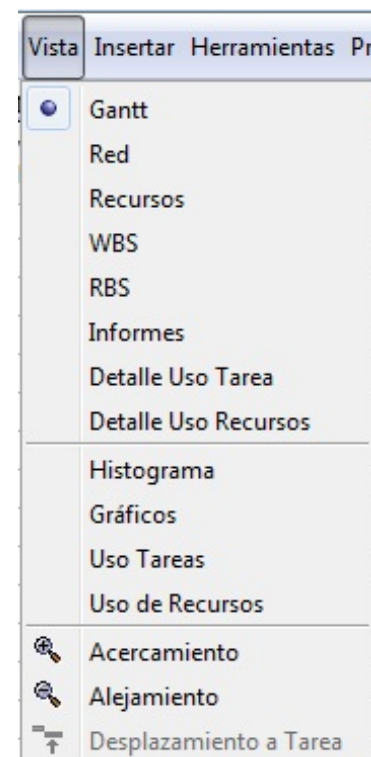 Vista Insertar Herramientas
Gantt
Red
Recursos
WBS
RBS
Informes
Detalle Uso Tarea
Detalle Uso Recursos
Histograma
Gráficos
Uso Tareas
Uso de Recursos
Acercamiento
Alejamiento
Desplazamiento a Tarea